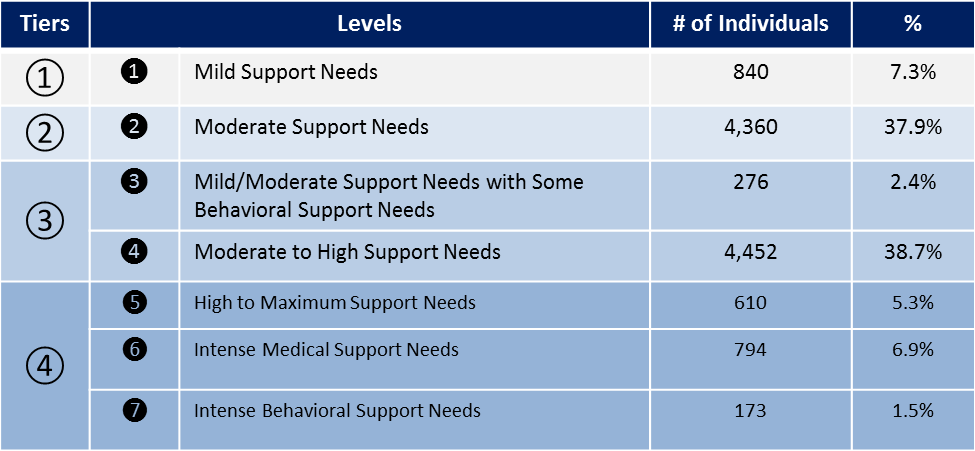 Tiers Levels # of Individuals %
① ❶ Mild Support Needs 840 7.3%
② ❷ Moderate Support Needs 4,360 37.9%
③ ❸ Mild/Moderate Support Needs with Some 276 2.4%
Behavioral Support Needs
❹ Moderate to High Support Needs 4,452 38.7%
④ ❺ High to Maximum Support Needs 610 5.3%
❻ Intense Medical Support Needs 794 6.9%
❼ Intense Behavioral Support Needs 173 1.5%